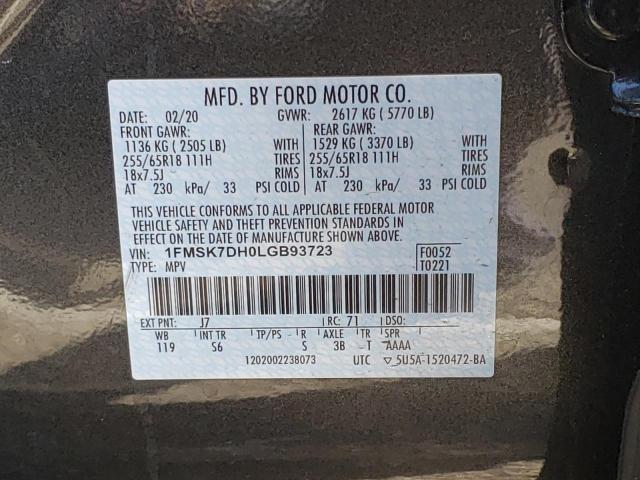 MFD. BY FORD MOTOR CO.
DATE: 02/20 GVWR: 2617 KG ( 5770 LB)
FRONT GAWR: REAR GAWR:
1136 KG ( 2505 LB) WITH 1529 KG ( 3370 LB) WITH
255/65R18 111H TIRES 255/65R18 111H TIRES
18x7.5J RIMS 18x7.5J RIMS
AT 230 kPa/ 33 PSI COLD AT 230 kPa/ 33 PSI COLD
THIS VEHICLE CONFORMS TO ALL APPLICABLE FEDERAL MOTOR
VEHICLE SAFETY AND THEFT PREVENTION STANDARDS IN
EFFECT ON THE DATE OF MANUFACTURE SHOWN ABOVE.
VIN: 1FMSK7DH0LGB93723 F0052
TYPE: MPV T0221
EXT PNT: J7 RC: 71 DSO:
WB INT TR TP/PS R AXLE TR SPR
119 S6 S 3B T AAAA
1202002238073 UTC ▽5U5A-1520472-BA